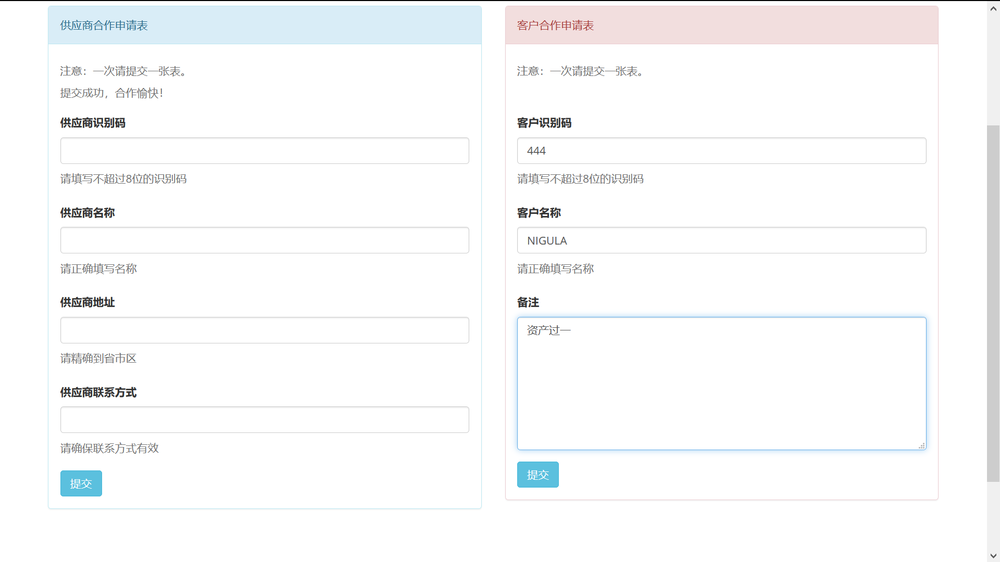 供应商合作申请表
注意：一次请提交一张表。
提交成功，合作愉快！
供应商识别码
请填写不超过8位的识别码
供应商名称
请正确填写名称
供应商地址
请精确到省市区
供应商联系方式
请确保联系方式有效
提交
客户合作申请表
注意：一次请提交一张表。
客户识别码
444
请填写不超过8位的识别码
客户名称
NIGULA
请正确填写名称
备注
资产过一
提交